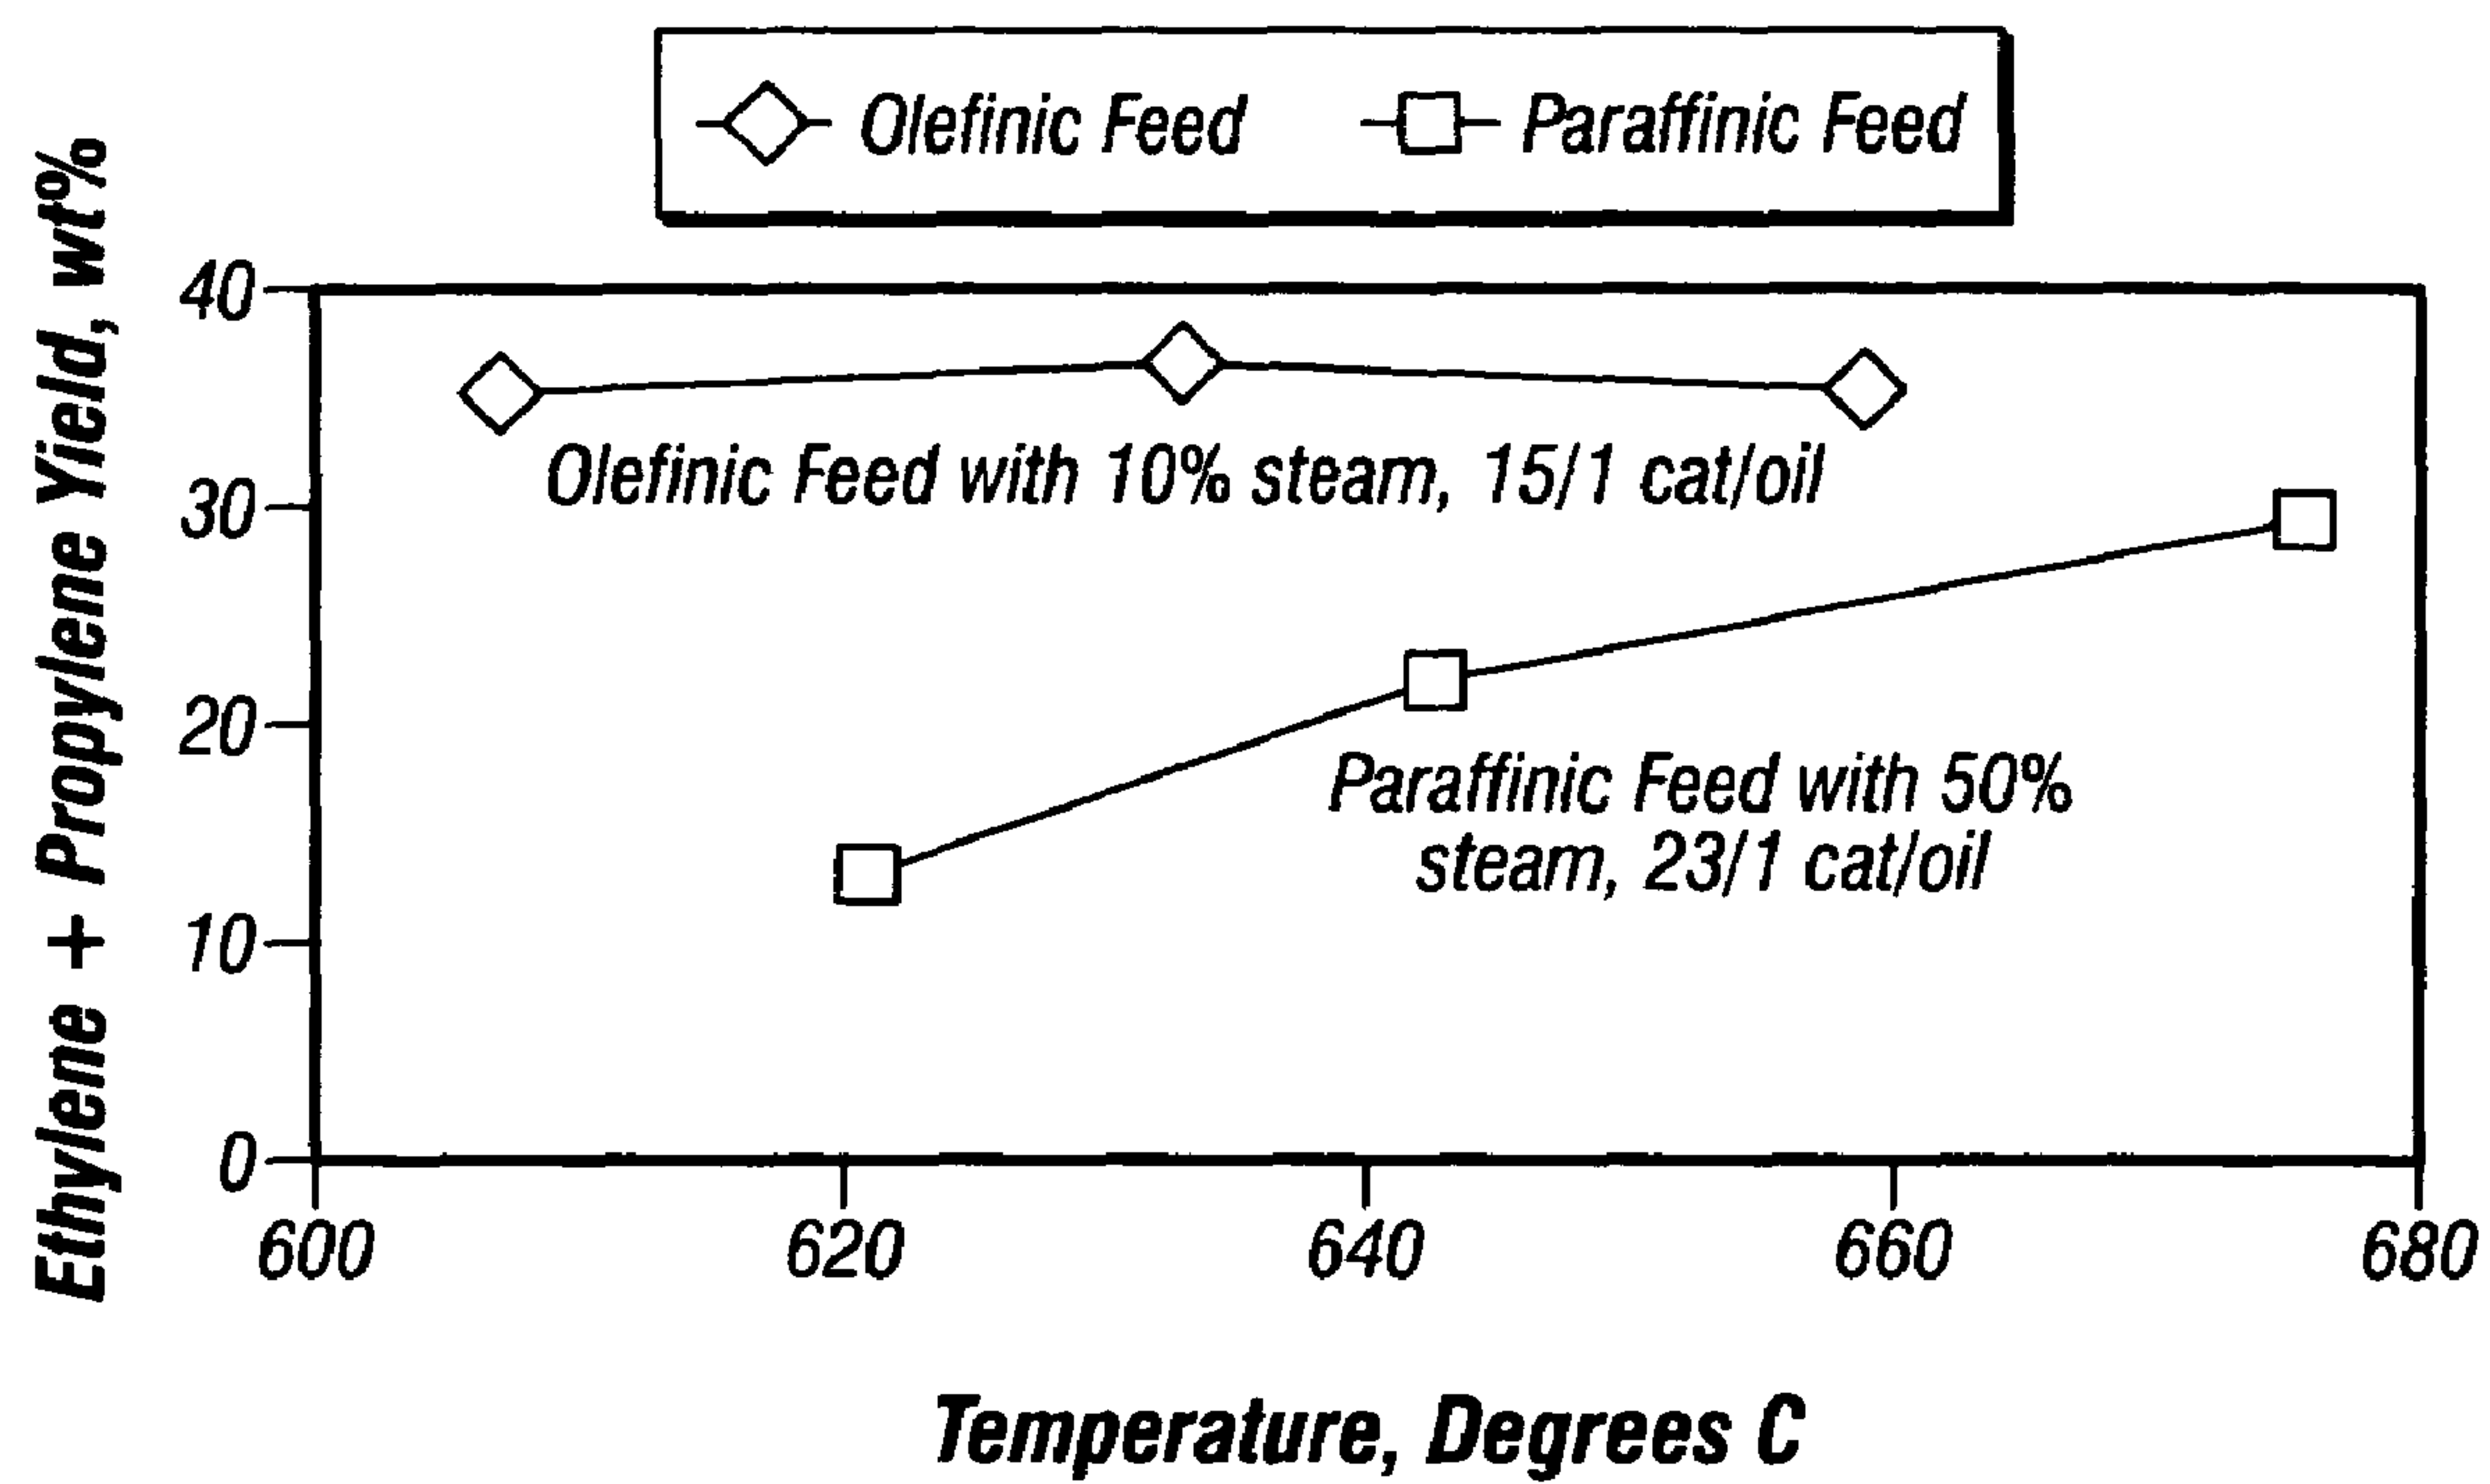 Olefinic Feed
Paraffinic Feed
Ethylene + Propylene Yield, wt%
40
30
20
10
0
Olefinic Feed with 10% steam, 15/1 cat/oil
Paraffinic Feed with 50%
steam, 23/1 cat/oil
600
620
640
660
680
Temperature, Degrees C